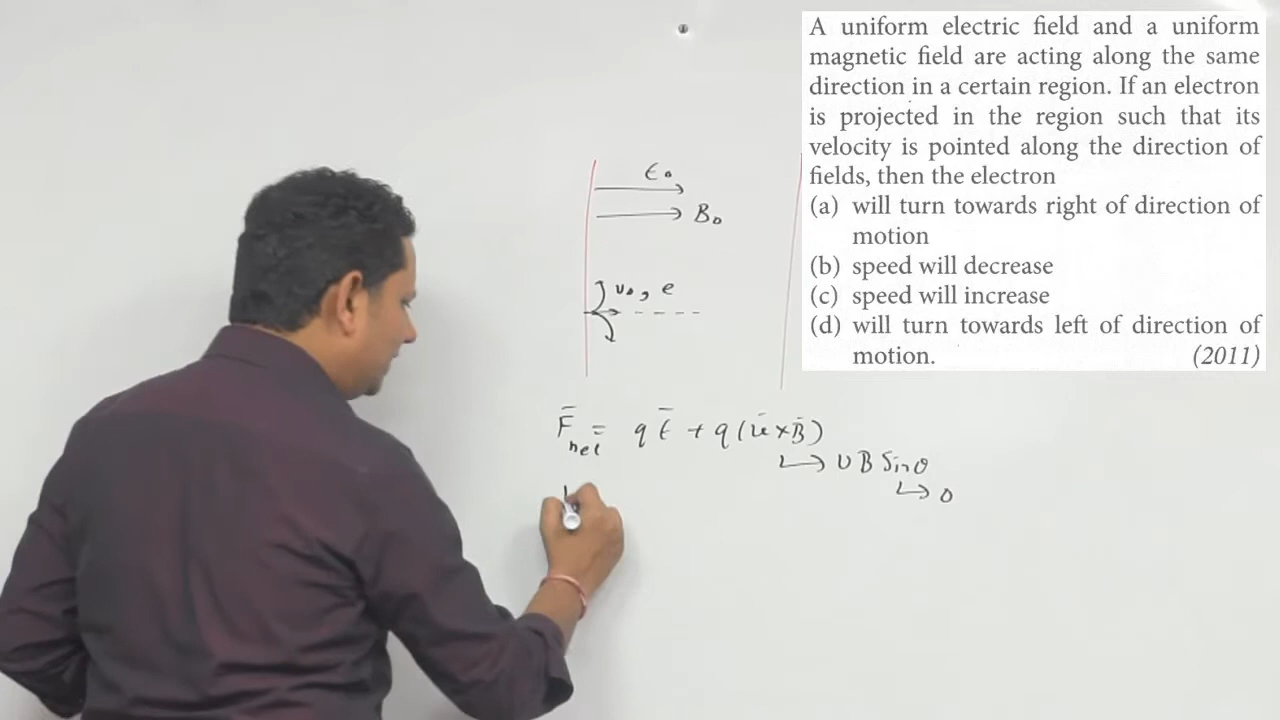 A uniform electric field and a uniform
magnetic field are acting along the same
direction in a certain region. If an electron
is projected in the region such that its
velocity is pointed along the direction of
fields, then the electron
(a) will turn towards right of direction of
motion
(b) speed will decrease
(c) speed will increase
(d) will turn towards left of direction of
motion. (2011)
E₀
B₀
v₀, e
F̄net = qĒ + q(v̄×B̄)
↳ vB Sinθ
↳ 0